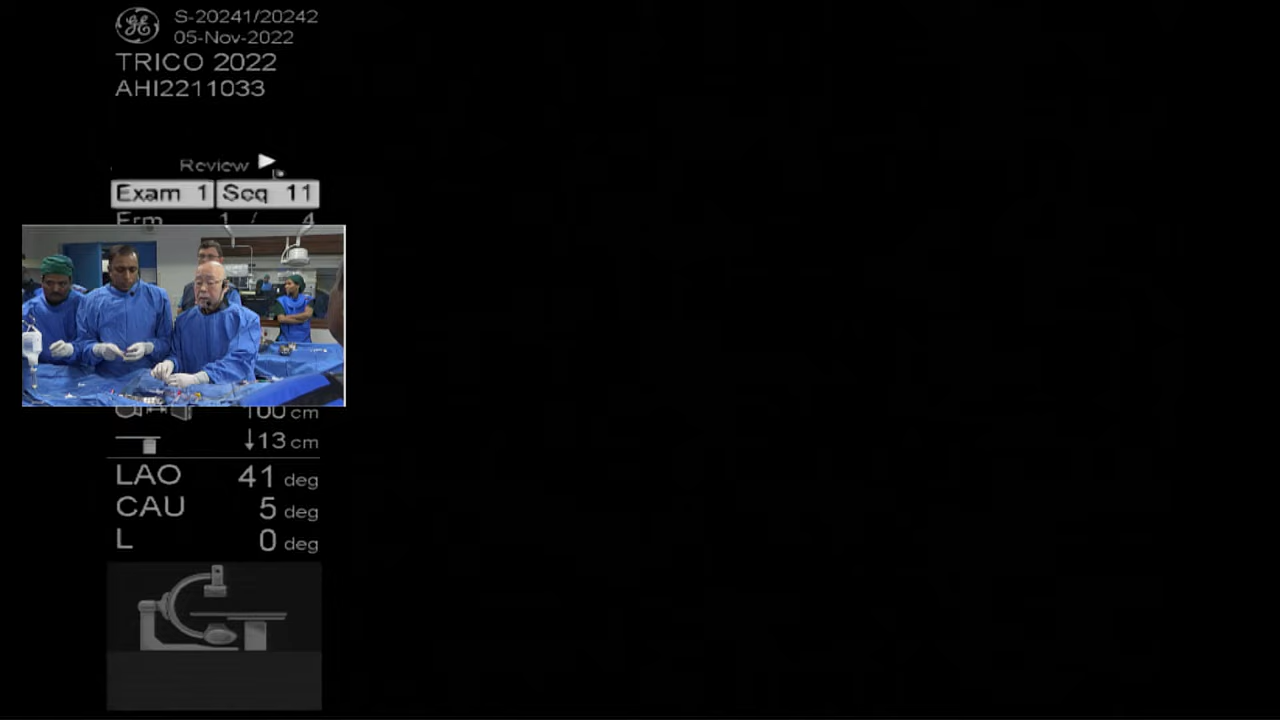 S-20241/20242
05-Nov-2022
TRICO 2022
AHI2211033
Review
Exam 1 Seq 11
Frm 1 / 4
100 cm
↓13 cm
LAO 41 deg
CAU 5 deg
L 0 deg